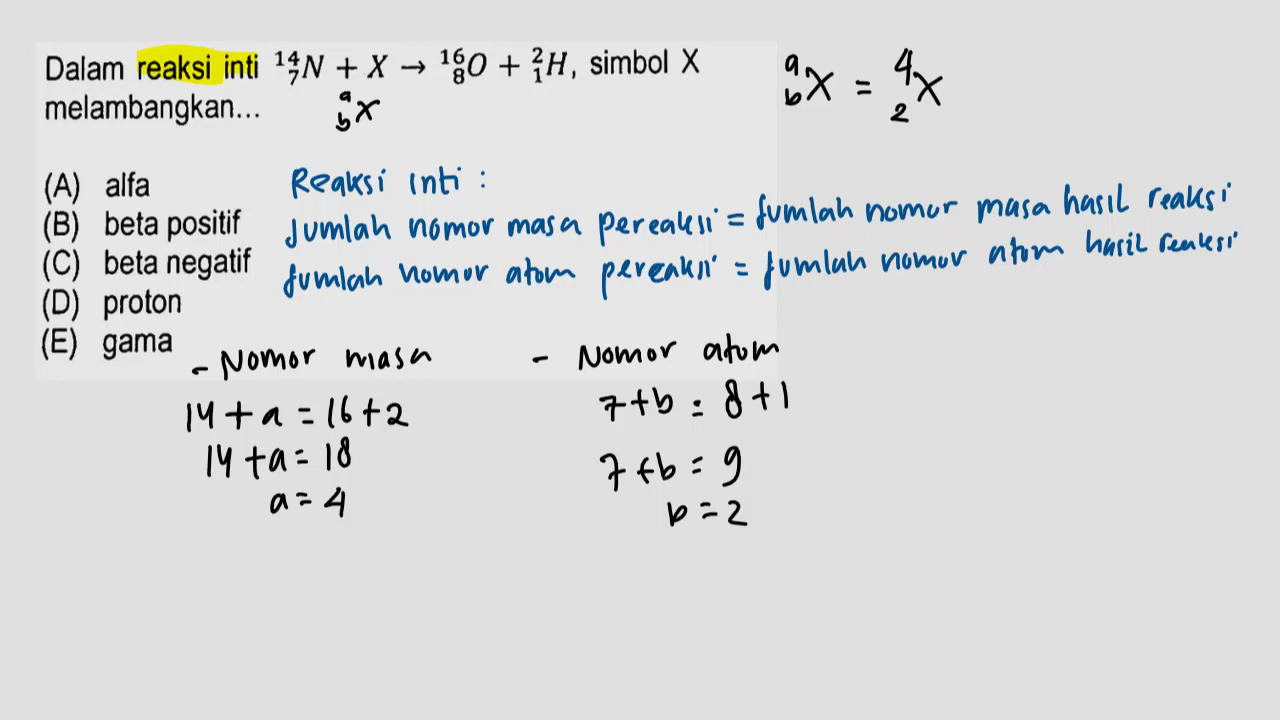 Dalam reaksi inti ¹⁴₇N + X → ¹⁶₈O + ²₁H, simbol X
melambangkan...
ᵃ_b X
ᵃ_b X = ⁴₂X
(A) alfa
(B) beta positif
(C) beta negatif
(D) proton
(E) gama
Reaksi inti :
Jumlah nomor masa pereaksi = Jumlah nomor masa hasil reaksi
Jumlah nomor atom pereaksi = Jumlah nomor atom hasil reaksi
- Nomor masa
14 + a = 16 + 2
14 + a = 18
a = 4
- Nomor atom
7 + b = 8 + 1
7 + b = 9
b = 2